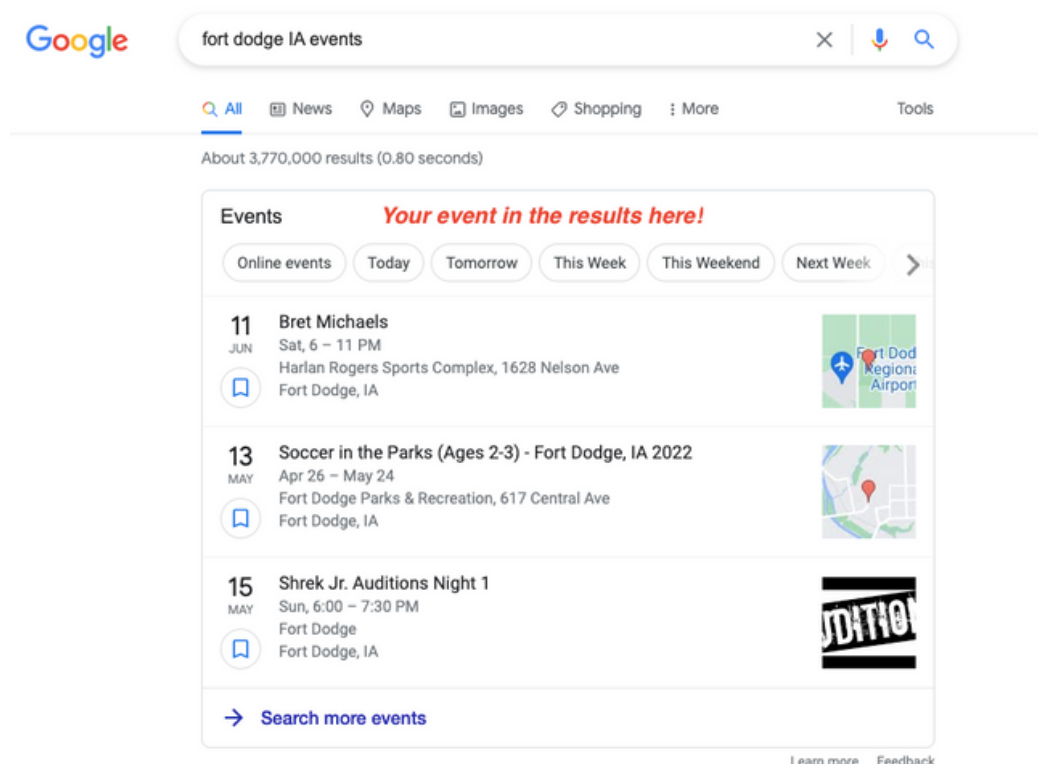 Google
fort dodge IA events
All News Maps Images Shopping More Tools
About 3,770,000 results (0.80 seconds)
Events Your event in the results here!
Online events Today Tomorrow This Week This Weekend Next Week
11 Bret Michaels
JUN Sat, 6 – 11 PM
Harlan Rogers Sports Complex, 1628 Nelson Ave
Fort Dodge, IA
Fort Dod
Regiona
Airport
13 Soccer in the Parks (Ages 2-3) - Fort Dodge, IA 2022
MAY Apr 26 – May 24
Fort Dodge Parks & Recreation, 617 Central Ave
Fort Dodge, IA
15 Shrek Jr. Auditions Night 1
MAY Sun, 6:00 – 7:30 PM
Fort Dodge
Fort Dodge, IA
UDITIO
Search more events
Learn more Feedback